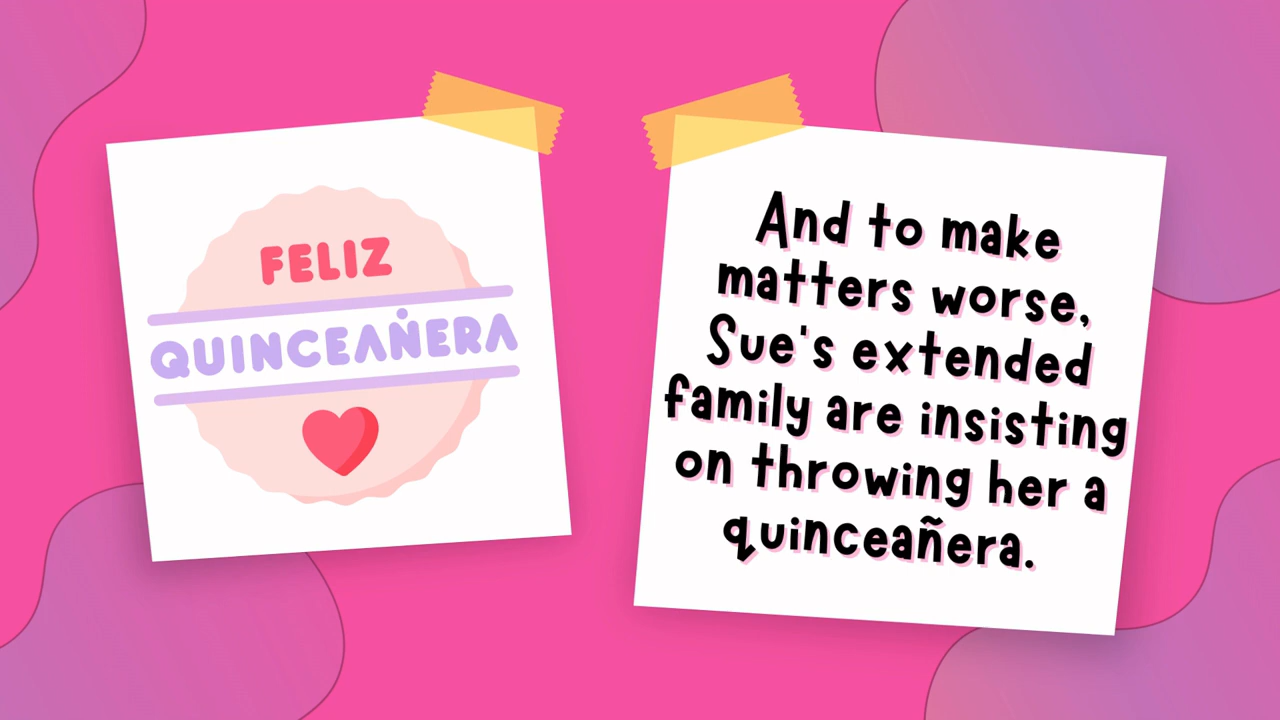 FELIZ
QUINCEAÑERA
And to make
matters worse,
Sue's extended
family are insisting
on throwing her a
quinceañera.